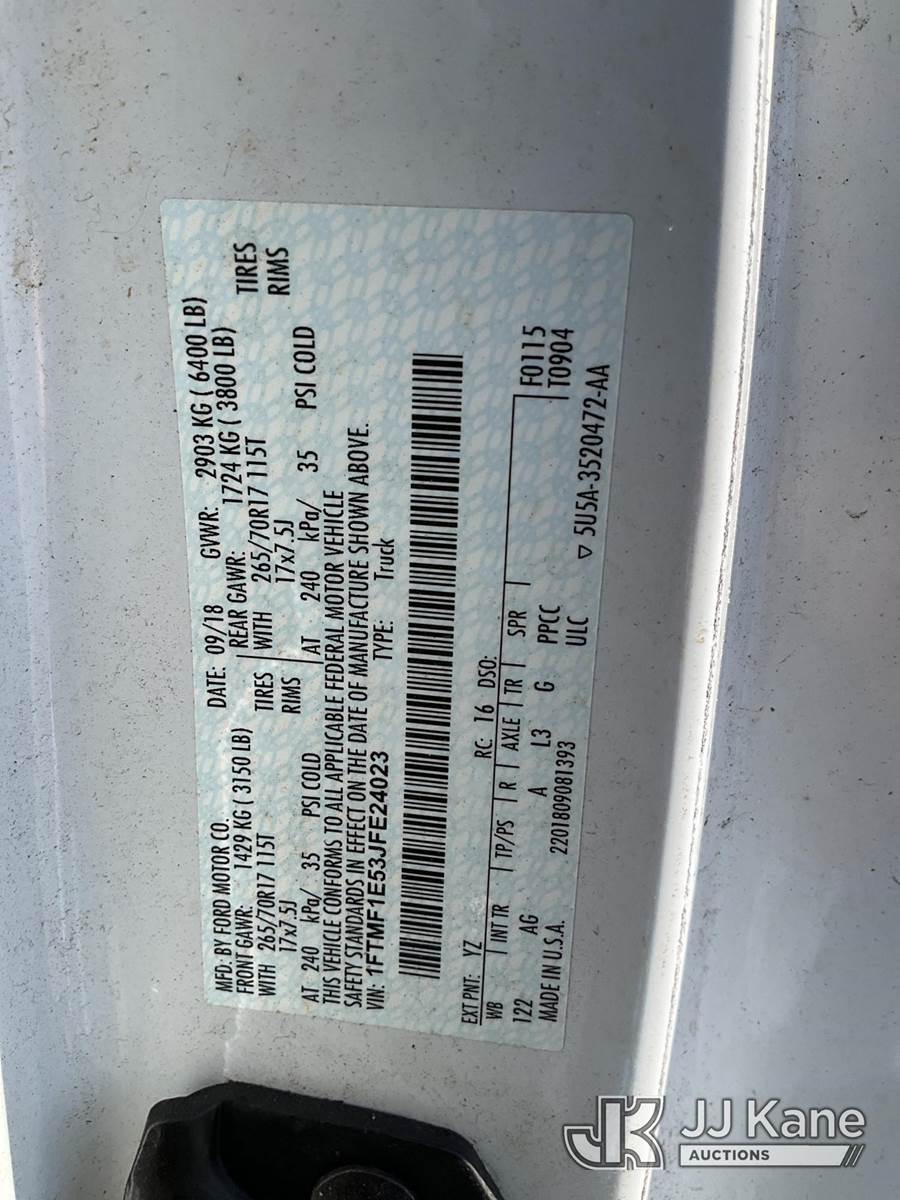 MFD. BY FORD MOTOR CO.
DATE: 09/18 GVWR: 2903 KG ( 6400 LB)
FRONT GAWR: 1429 KG ( 3150 LB) REAR GAWR: 1724 KG ( 3800 LB)
WITH 265/70R17 115T TIRES WITH 265/70R17 115T TIRES
17x7.5J RIMS 17x7.5J RIMS
AT 240 kPa/ 35 PSI COLD AT 240 kPa/ 35 PSI COLD
THIS VEHICLE CONFORMS TO ALL APPLICABLE FEDERAL MOTOR VEHICLE
SAFETY STANDARDS IN EFFECT ON THE DATE OF MANUFACTURE SHOWN ABOVE.
VIN: 1FTMF1E53JFE24023 TYPE: Truck
EXT PNT: YZ RC: 16 DSO: F0115
WB INT TR TP/PS R AXLE TR SPR T0904
122 AG A L3 G PPCC
ULC
MADE IN U.S.A. 2201809081393 ▽ 5U5A-3520472-AA
JK JJ Kane
AUCTIONS